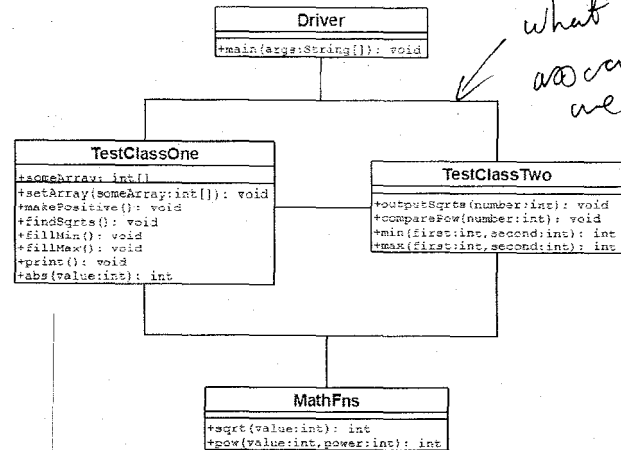 Driver
+main(args:String[]): void
what
TestClassOne
+someArray: int[]
+setArray(someArray:int[]): void
+makePositive(): void
+findSqrts(): void
+fillMin(): void
+fillMax(): void
+print(): void
+abs(value:int): int
TestClassTwo
+outputSqrts(number:int): void
+comparePow(number:int): void
+min(first:int,second:int): int
+max(first:int,second:int): int
MathFns
+sqrt(value:int): int
+pow(value:int,power:int): int